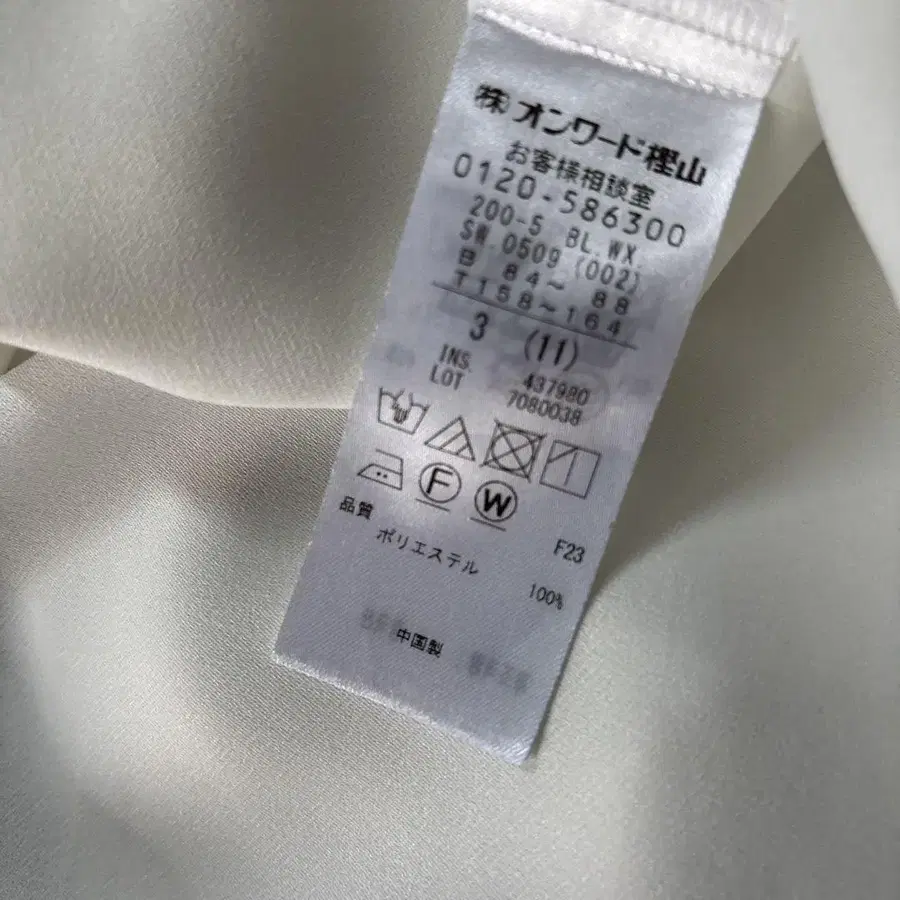 ㈱オンワード樫山
お客様相談室
0120-586300
200-5 BL.WX
SW 0509 (002)
B 84～ 88
T158～164
3 (11)
INS. 437980
LOT 7080038
F
W
品質 F23
ポリエステル 100%
中国製